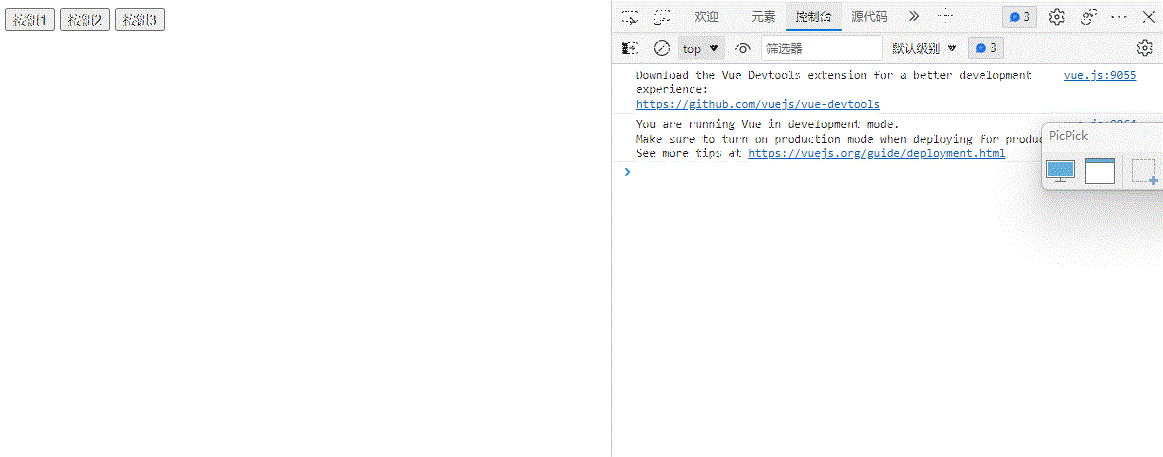 按钮1 按钮2 按钮3
欢迎 元素 控制台 源代码 3
top 筛选器 默认级别 3
Download the Vue Devtools extension for a better development vue.js:9055
experience:
https://github.com/vuejs/vue-devtools
You are running Vue in development mode.
Make sure to turn on production mode when deploying for
See more tips at https://vuejs.org/guide/deployment.html
PicPick